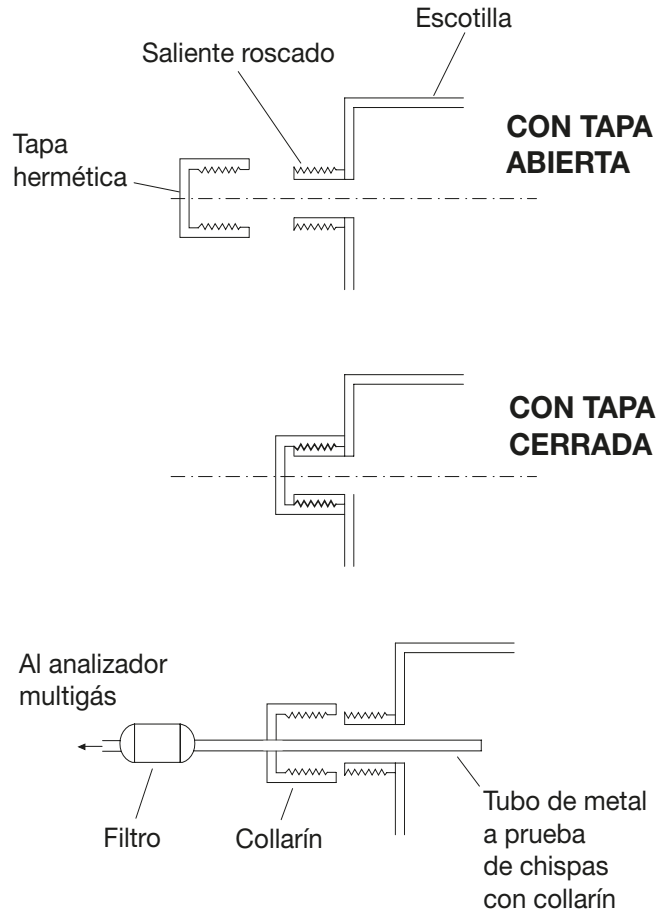 Escotilla
Saliente roscado
CON TAPA
ABIERTA
Tapa
hermética
CON TAPA
CERRADA
Al analizador
multigás
Filtro
Collarín
Tubo de metal
a prueba
de chispas
con collarín